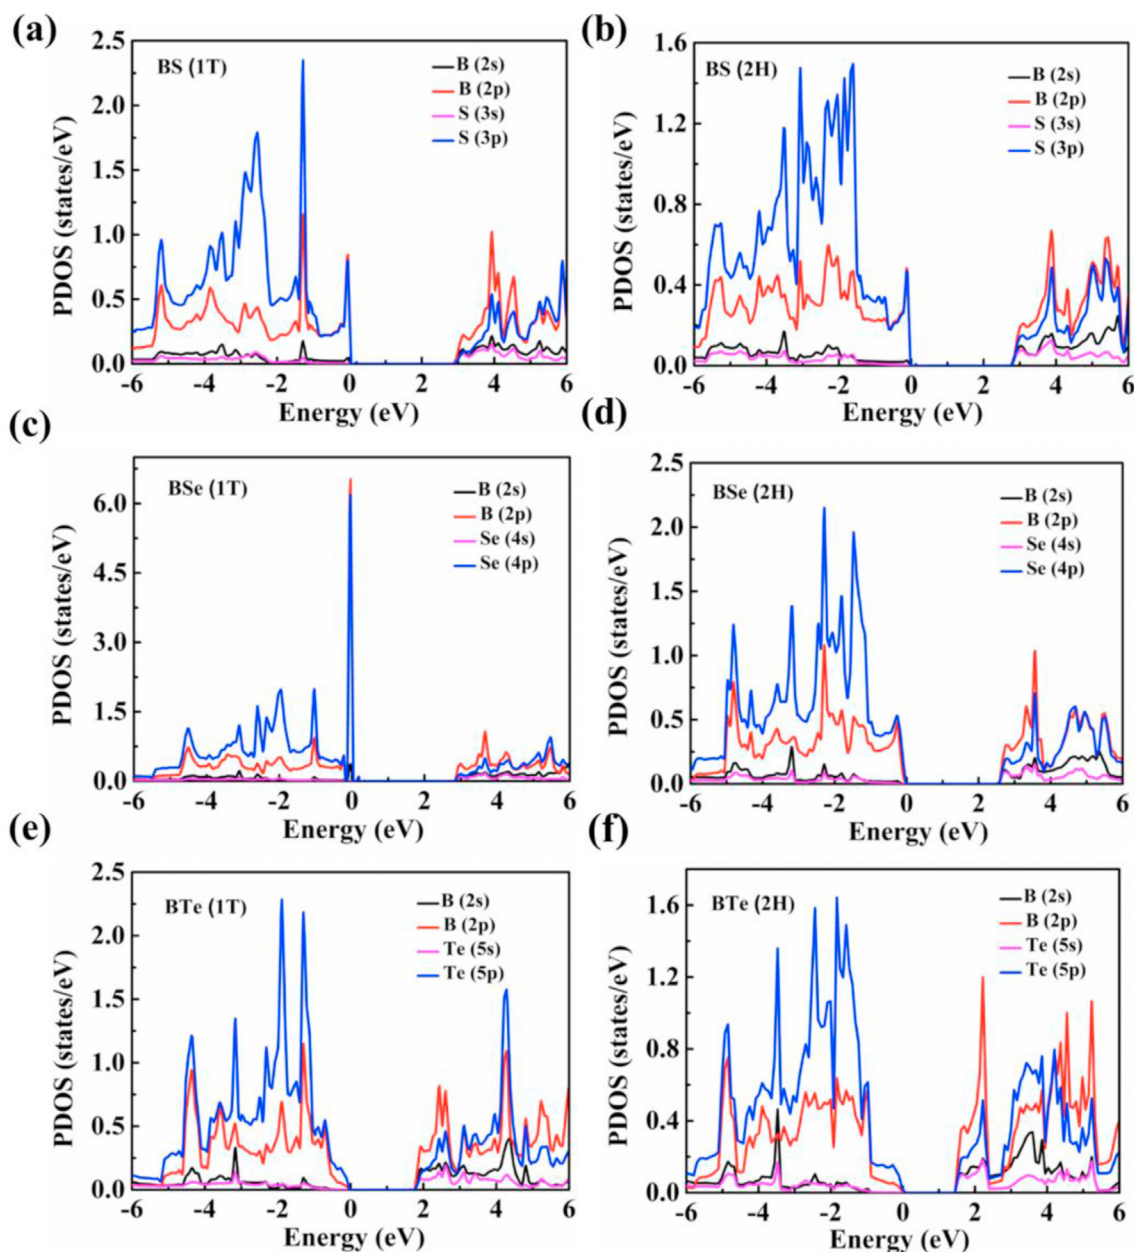 (a)
BS (1T)
B (2s)
B (2p)
S (3s)
S (3p)
PDOS (states/eV)
2.5
2.0
1.5
1.0
0.5
0.0
-6 -4 -2 0 2 4 6
Energy (eV)
(b)
BS (2H)
B (2s)
B (2p)
S (3s)
S (3p)
PDOS (states/eV)
1.6
1.2
0.8
0.4
0.0
-6 -4 -2 0 2 4 6
Energy (eV)
(c)
BSe (1T)
B (2s)
B (2p)
Se (4s)
Se (4p)
PDOS (states/eV)
6.0
4.5
3.0
1.5
0.0
-6 -4 -2 0 2 4 6
Energy (eV)
(d)
BSe (2H)
B (2s)
B (2p)
Se (4s)
Se (4p)
PDOS (states/eV)
2.5
2.0
1.5
1.0
0.5
0.0
-6 -4 -2 0 2 4 6
Energy (eV)
(e)
BTe (1T)
B (2s)
B (2p)
Te (5s)
Te (5p)
PDOS (states/eV)
2.5
2.0
1.5
1.0
0.5
0.0
-6 -4 -2 0 2 4 6
Energy (eV)
(f)
BTe (2H)
B (2s)
B (2p)
Te (5s)
Te (5p)
PDOS (states/eV)
1.6
1.2
0.8
0.4
0.0
-6 -4 -2 0 2 4 6
Energy (eV)